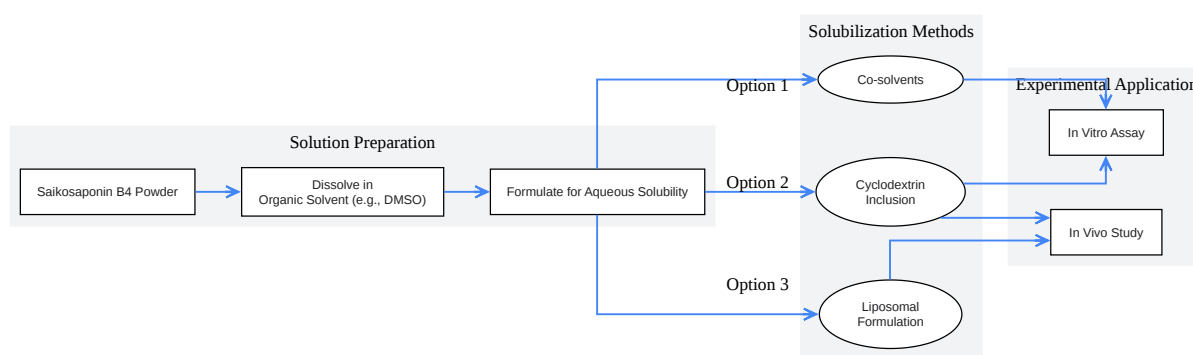 Solution Preparation
Saikosaponin B4 Powder
Dissolve in
Organic Solvent (e.g., DMSO)
Formulate for Aqueous Solubility
Option 1
Option 2
Option 3
Solubilization Methods
Co-solvents
Cyclodextrin
Inclusion
Liposomal
Formulation
Experimental Application
In Vitro Assay
In Vivo Study